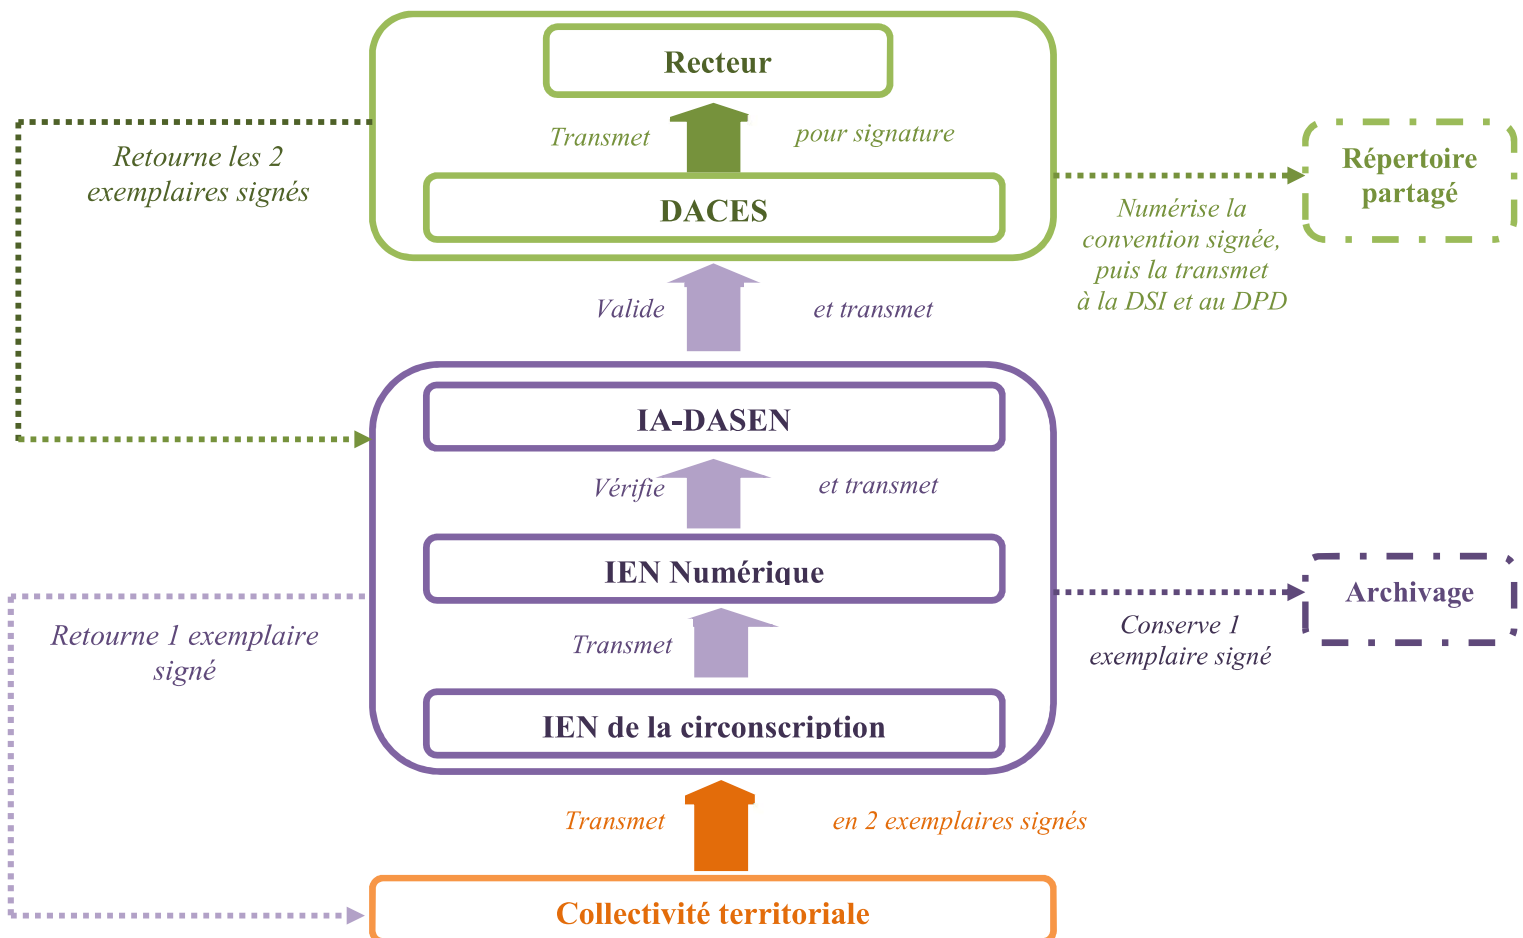 Recteur
Transmet pour signature
DACES
Retourne les 2
exemplaires signés
Répertoire
partagé
Numérise la
convention signée,
puis la transmet
à la DSI et au DPD
Valide et transmet
IA-DASEN
Vérifie et transmet
IEN Numérique
Archivage
Conserve 1
exemplaire signé
Retourne 1 exemplaire
signé
Transmet
IEN de la circonscription
Transmet en 2 exemplaires signés
Collectivité territoriale